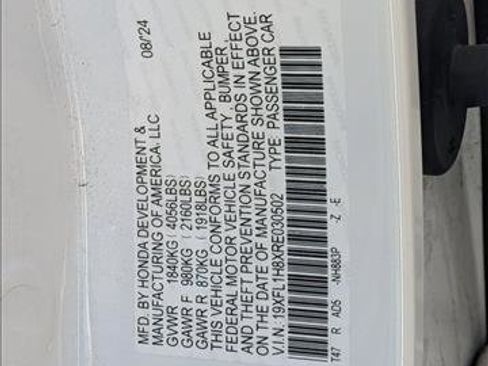 MFD. BY HONDA DEVELOPMENT &
MANUFACTURING OF AMERICA, LLC 08/'24
GVWR 1840KG ( 4056LBS)
GAWR F 980KG ( 2160LBS)
GAWR R 870KG ( 1918LBS)
THIS VEHICLE CONFORMS TO ALL APPLICABLE
FEDERAL MOTOR VEHICLE SAFETY, BUMPER,
AND THEFT PREVENTION STANDARDS IN EFFECT
ON THE DATE OF MANUFACTURE SHOWN ABOVE.
V.I.N. 19XFL1H8XRE030502 TYPE: PASSENGER CAR
T47 R AD5 -NH883P -Z -E